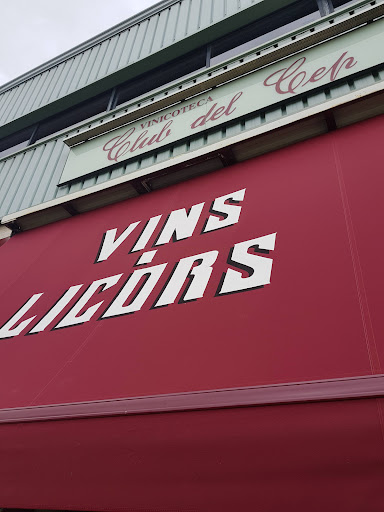 VINICOTECA
Club del Cep
VINS
I
LICORS